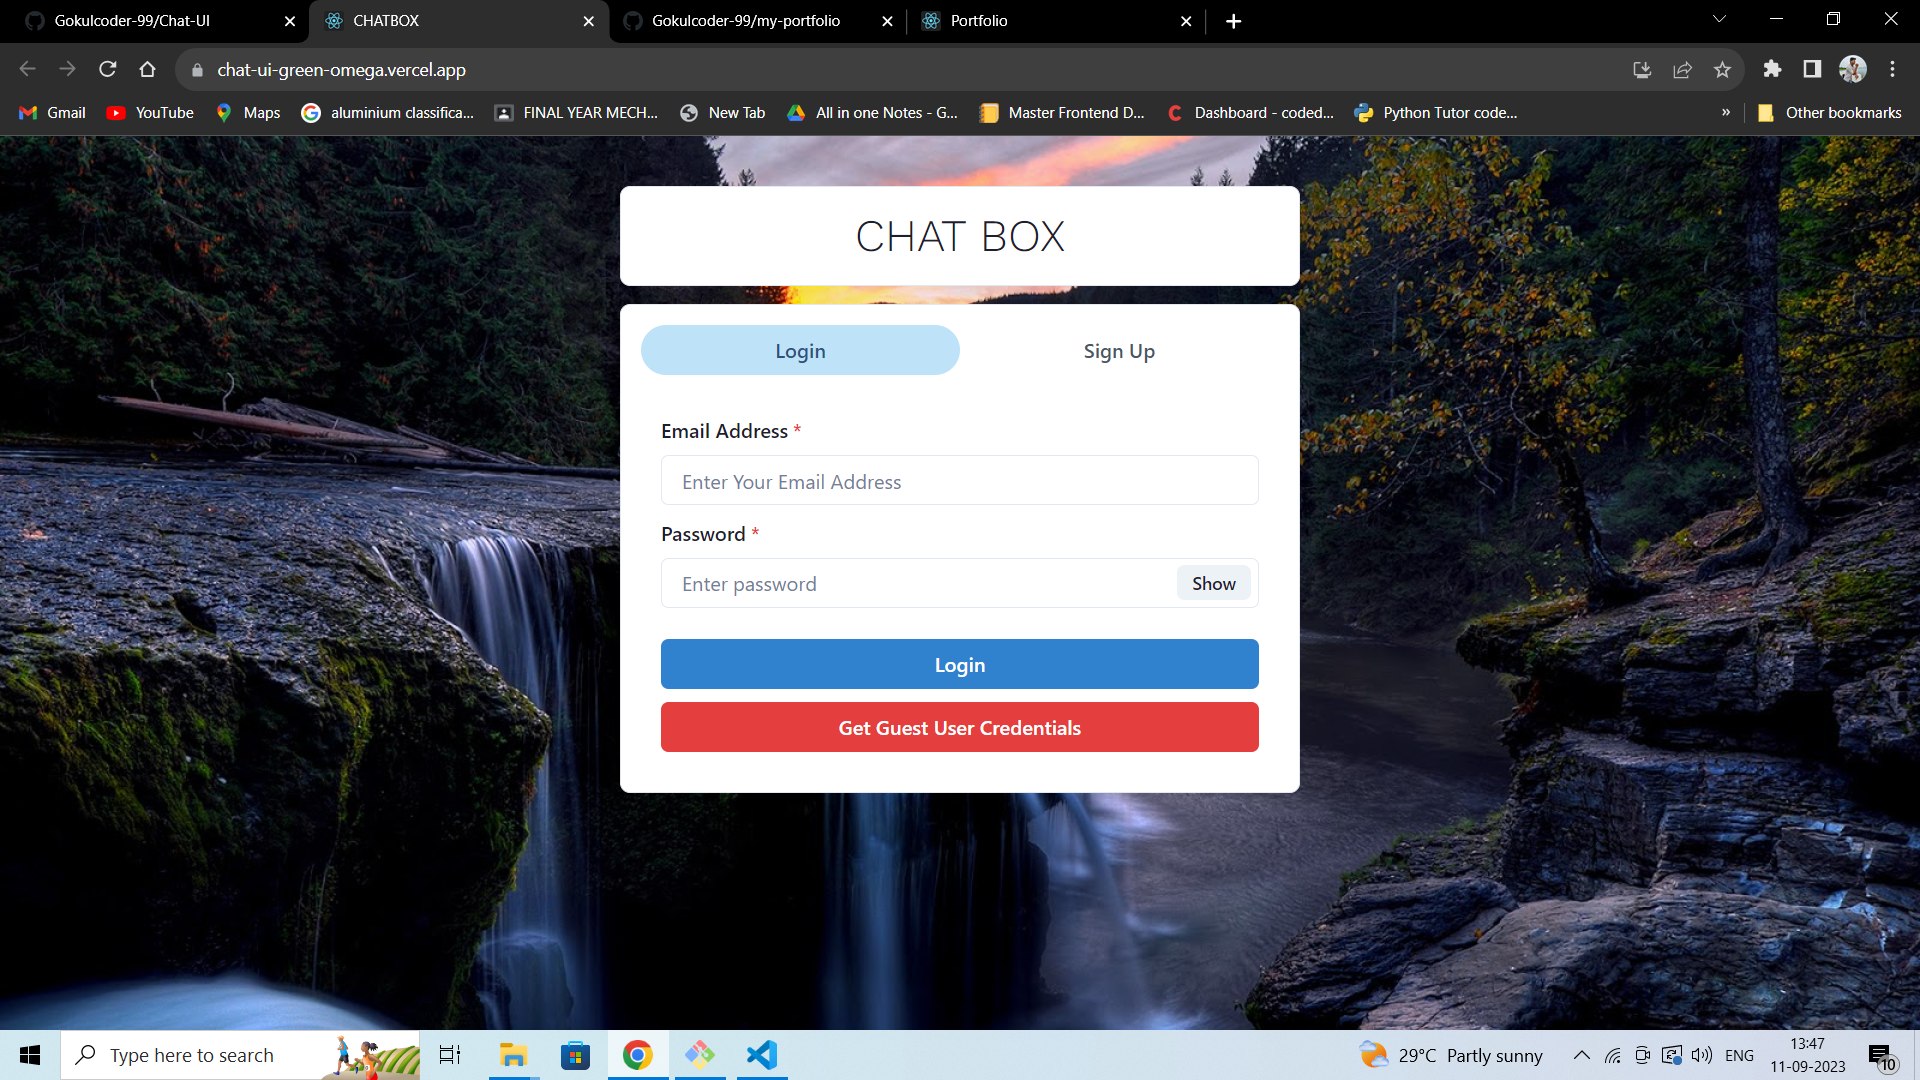 Gokulcoder-99/Chat-UI
CHATBOX
Gokulcoder-99/my-portfolio
Portfolio
chat-ui-green-omega.vercel.app
Gmail
YouTube
Maps
aluminium classifica...
FINAL YEAR MECH...
New Tab
All in one Notes - G...
Master Frontend D...
Dashboard - coded...
Python Tutor code...
»
Other bookmarks
CHAT BOX
Login
Sign Up
Email Address *
Enter Your Email Address
Password *
Enter password
Show
Login
Get Guest User Credentials
Type here to search
29°C Partly sunny
ENG
13:47
11-09-2023
10